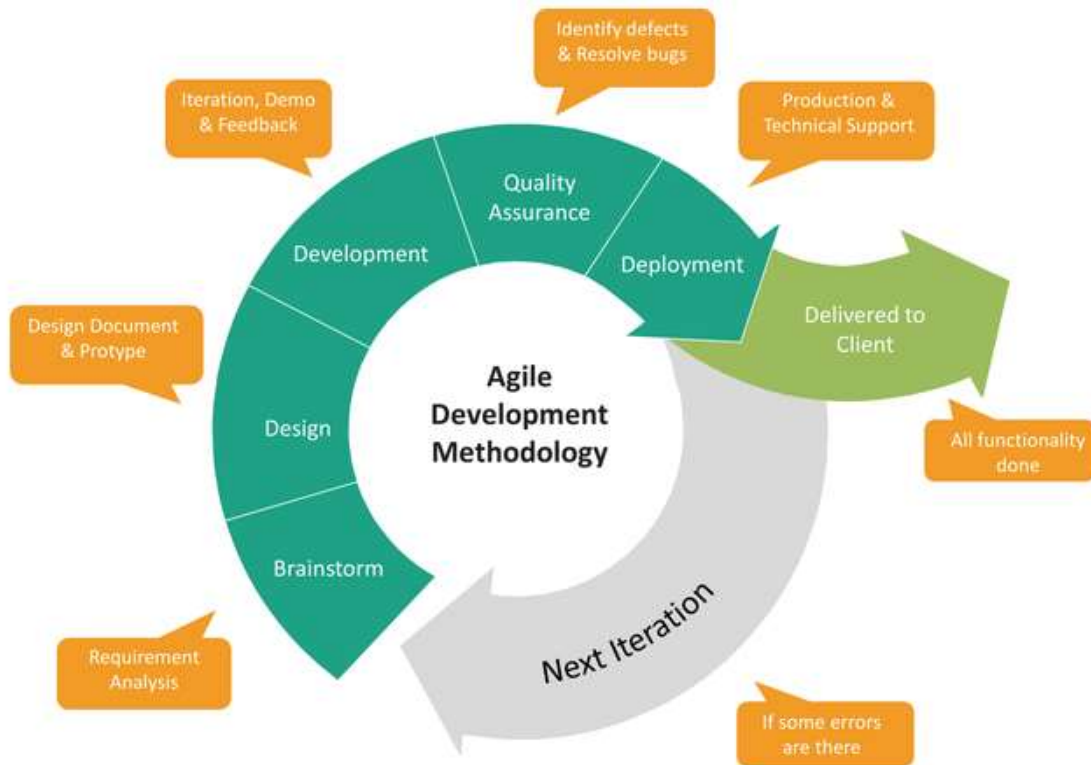 Identify defects
& Resolve bugs
Iteration, Demo
& Feedback
Production &
Technical Support
Quality
Assurance
Development
Deployment
Design Document
& Protype
Delivered to
Client
Agile
Development
Methodology
Design
All functionality
done
Brainstorm
Next Iteration
Requirement
Analysis
If some errors
are there